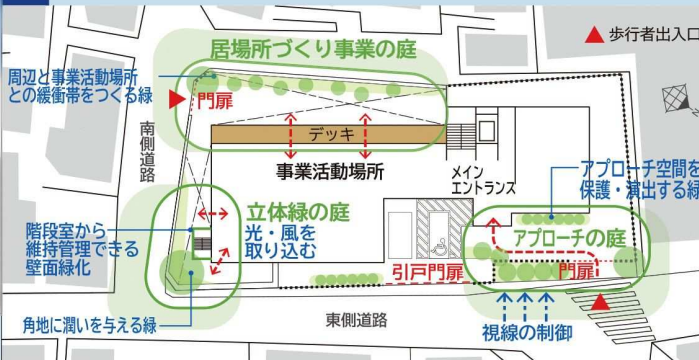 ▲歩行者出入口
居場所づくり事業の庭
周辺と事業活動場所
との緩衝帯をつくる緑
門扉
デッキ
南側道路
事業活動場所
メイン
エントランス
アプローチ空間を
保護・演出する緑
立体緑の庭
光・風を
取り込む
階段室から
維持管理できる
壁面緑化
アプローチの庭
引戸門扉
門扉
角地に潤いを与える緑
東側道路
視線の制御